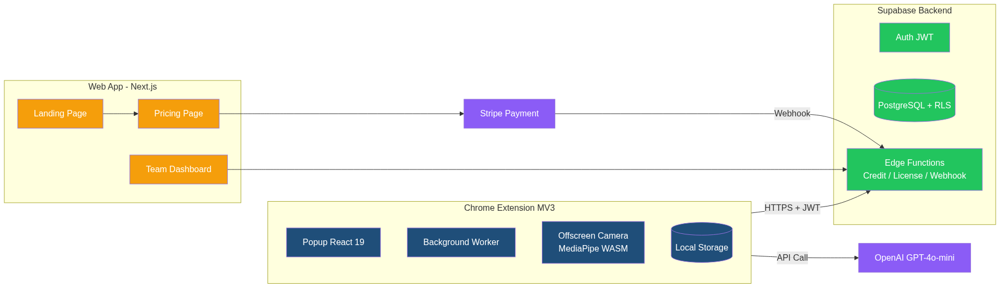 Supabase Backend
Auth JWT
PostgreSQL + RLS
Web App - Next.js
Landing Page
Pricing Page
Stripe Payment
Webhook
Team Dashboard
Edge Functions
Credit / License / Webhook
Chrome Extension MV3
HTTPS + JWT
Popup React 19
Background Worker
Offscreen Camera
MediaPipe WASM
Local Storage
API Call
OpenAI GPT-4o-mini